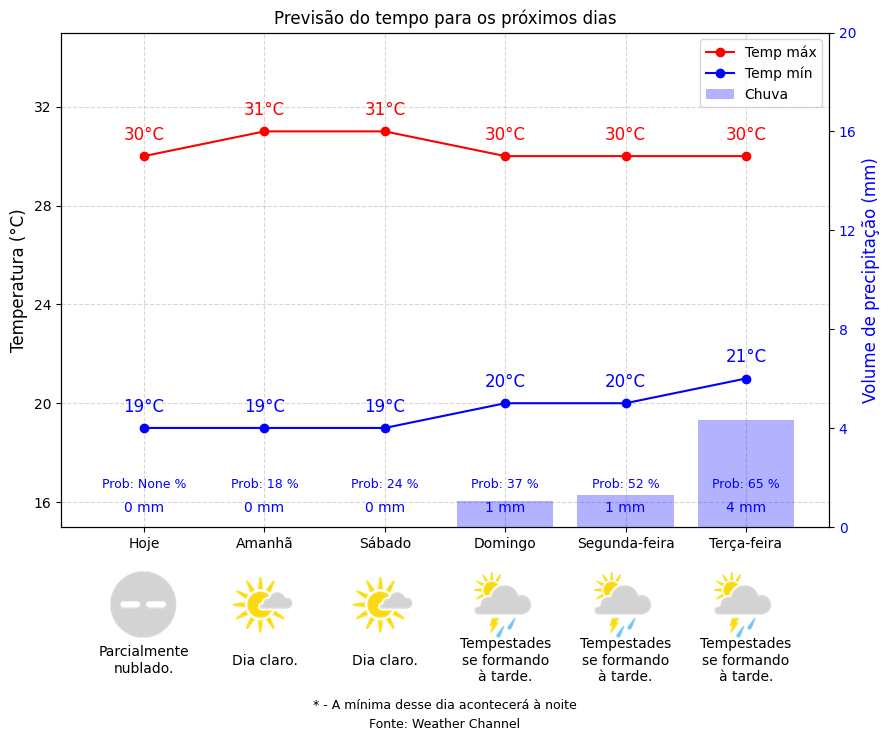 Previsão do tempo para os próximos dias
Temperatura (°C)
Volume de precipitação (mm)
Temp máx
Temp mín
Chuva
32
28
24
20
16
20
16
12
8
4
0
30°C 31°C 31°C 30°C 30°C 30°C
19°C 19°C 19°C 20°C 20°C 21°C
Prob: None % Prob: 18 % Prob: 24 % Prob: 37 % Prob: 52 % Prob: 65 %
0 mm 0 mm 0 mm 1 mm 1 mm 4 mm
Hoje Amanhã Sábado Domingo Segunda-feira Terça-feira
Parcialmente
nublado.
Dia claro.
Dia claro.
Tempestades
se formando
à tarde.
Tempestades
se formando
à tarde.
Tempestades
se formando
à tarde.
* - A mínima desse dia acontecerá à noite
Fonte: Weather Channel